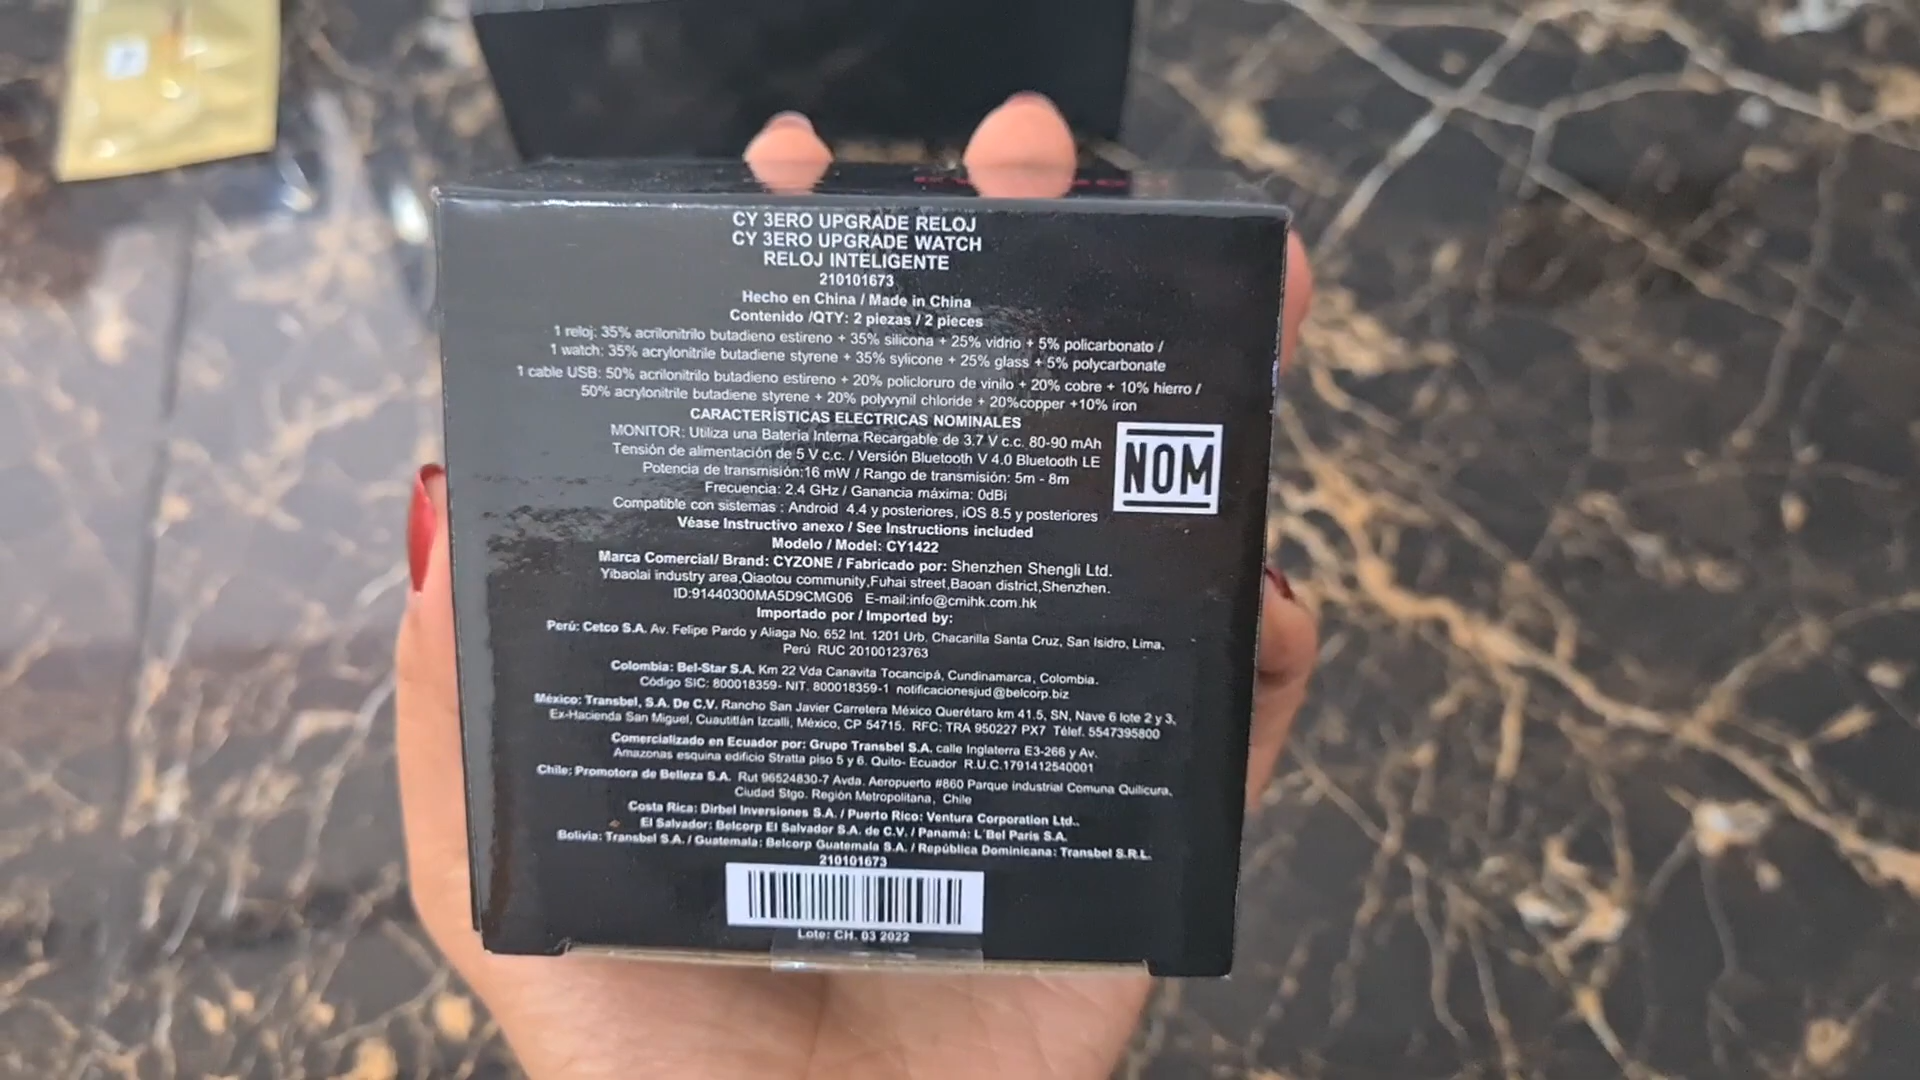 CY 3ERO UPGRADE RELOJ
CY 3ERO UPGRADE WATCH
RELOJ INTELIGENTE
210101673
Hecho en China / Made in China
Contenido /QTY: 2 piezas / 2 pieces
1 reloj: 35% acrilonitrilo butadieno estireno + 35% silicona + 25% vidrio + 5% policarbonato /
1 watch: 35% acrylonitrile butadiene styrene + 35% sylicone + 25% glass + 5% polycarbonate
1 cable USB: 50% acrilonitrilo butadieno estireno + 20% policloruro de vinilo + 20% cobre + 10% hierro /
50% acrylonitrile butadiene styrene + 20% polyvynil chloride + 20%copper +10% iron
CARACTERÍSTICAS ELECTRICAS NOMINALES
MONITOR: Utiliza una Bateria Interna Recargable de 3.7 V c.c. 80-90 mAh
Tensión de alimentación de 5 V c.c. / Versión Bluetooth V 4.0 Bluetooth LE
Potencia de transmisión:16 mW / Rango de transmisión: 5m - 8m
Frecuencia: 2.4 GHz / Ganancia máxima: 0dBi
Compatible con sistemas : Android 4.4 y posteriores, iOS 8.5 y posteriores
NOM
Véase Instructivo anexo / See Instructions included
Modelo / Model: CY1422
Marca Comercial/ Brand: CYZONE / Fabricado por: Shenzhen Shengli Ltd.
Yibaolai industry area,Qiaotou community,Fuhai street,Baoan district,Shenzhen.
ID:91440300MA5D9CMG06 E-mail:info@cmihk.com.hk
Importado por / Imported by:
Perú: Cetco S.A. Av. Felipe Pardo y Aliaga No. 652 Int. 1201 Urb. Chacarilla Santa Cruz, San Isidro, Lima,
Perú RUC 20100123763
Colombia: Bel-Star S.A. Km 22 Vda Canavita Tocancipá, Cundinamarca, Colombia.
Código SIC: 800018359- NIT. 800018359-1 notificacionesjud@belcorp.biz
México: Transbel, S.A. De C.V. Rancho San Javier Carretera México Querétaro km 41.5, SN, Nave 6 lote 2 y 3,
Ex-Hacienda San Miguel, Cuautitlán Izcalli, México, CP 54715. RFC: TRA 950227 PX7 Télef. 5547395800
Comercializado en Ecuador por: Grupo Transbel S.A. calle Inglaterra E3-266 y Av.
Amazonas esquina edificio Stratta piso 5 y 6. Quito- Ecuador R.U.C.1791412540001
Chile: Promotora de Belleza S.A. Rut 96524830-7 Avda. Aeropuerto #860 Parque industrial Comuna Quilicura,
Ciudad Stgo. Región Metropolitana, Chile
Costa Rica: Dirbel Inversiones S.A. / Puerto Rico: Ventura Corporation Ltd..
El Salvador: Belcorp El Salvador S.A. de C.V. / Panamá: L´Bel Paris S.A.
Bolivia: Transbel S.A. / Guatemala: Belcorp Guatemala S.A. / República Dominicana: Transbel S.R.L.
210101673
Lote: CH. 03 2022